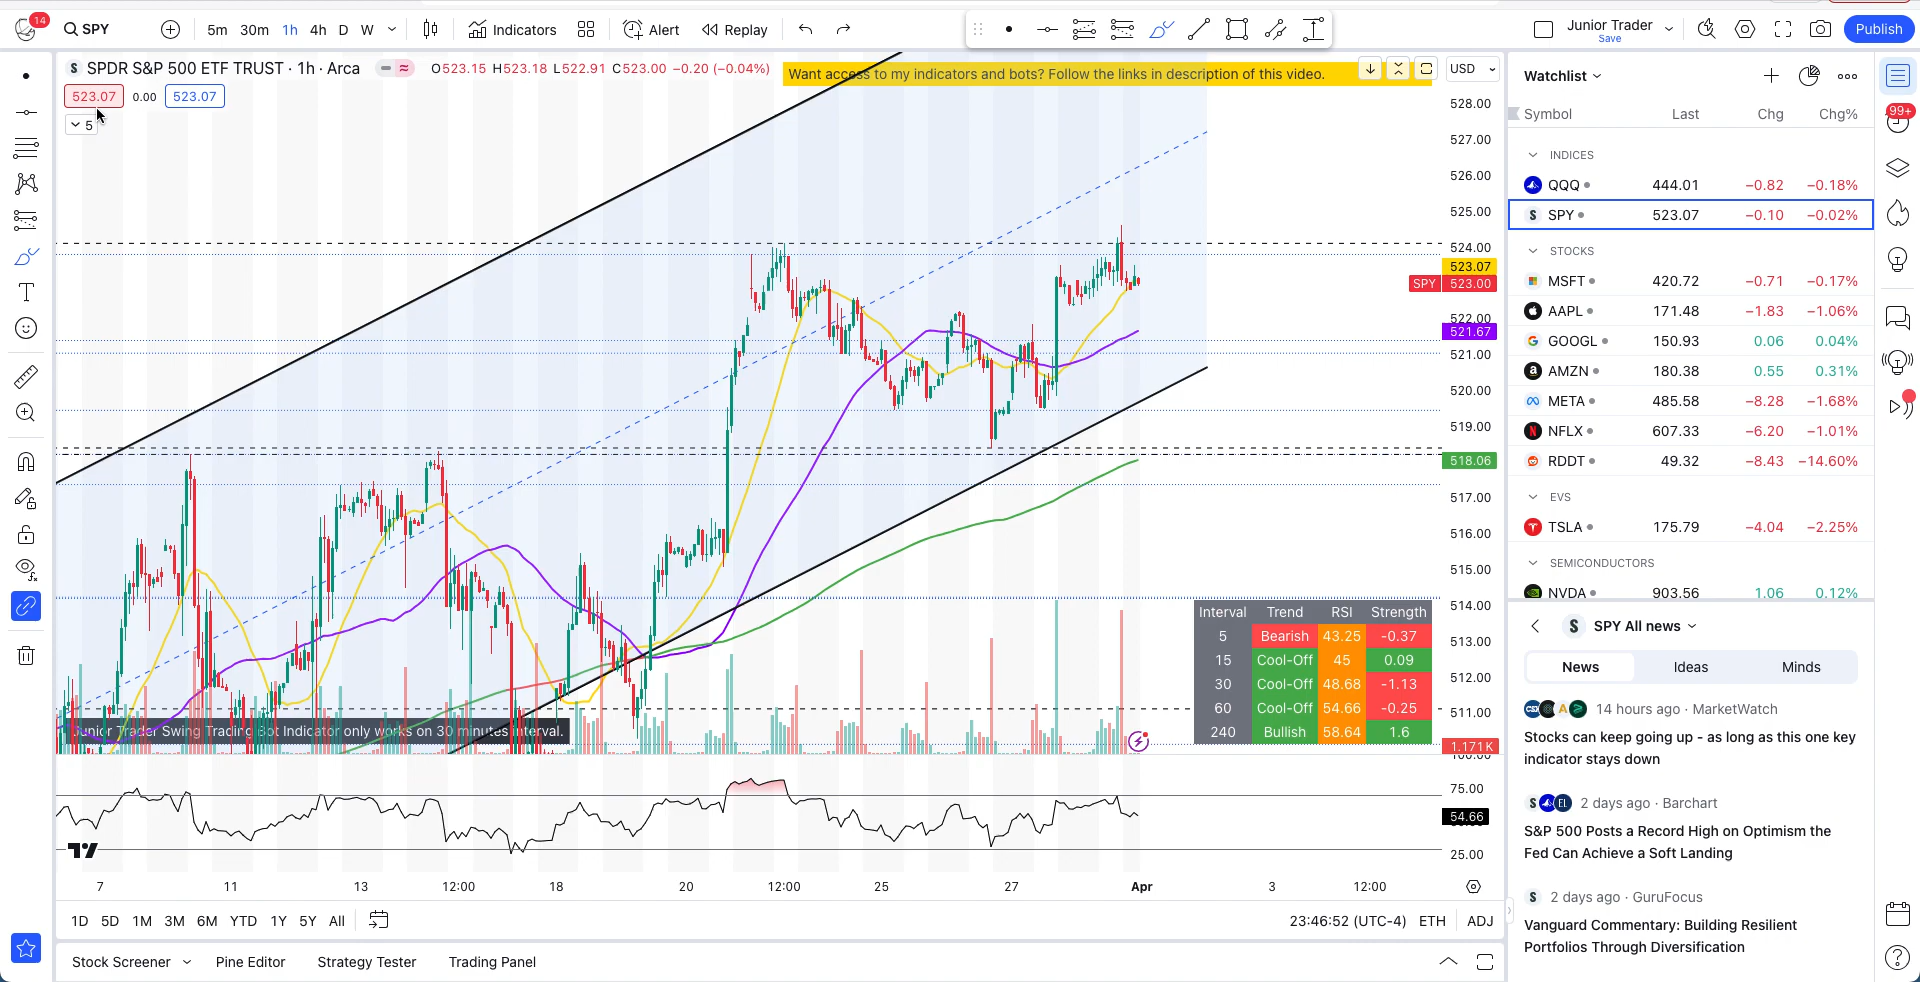 14
SPY
5m 30m 1h 4h D W
Indicators
Alert
Replay
Junior Trader
Save
Publish
SPDR S&P 500 ETF TRUST · 1h · Arca
O523.15 H523.18 L522.91 C523.00 −0.20 (−0.04%)
Want access to my indicators and bots? Follow the links in description of this video.
USD
523.07 0.00 523.07
5
528.00
527.00
526.00
525.00
524.00
523.07
SPY 523.00
522.00
521.67
521.00
520.00
519.00
518.06
517.00
516.00
515.00
514.00
513.00
512.00
511.00
1.171K
100.00
75.00
54.66
25.00
Interval Trend RSI Strength
5 Bearish 43.25 -0.37
15 Cool-Off 45 0.09
30 Cool-Off 48.68 -1.13
60 Cool-Off 54.66 -0.25
240 Bullish 58.64 1.6
Junior Trader Swing Trading Bot Indicator only works on 30 minutes interval.
7 11 13 12:00 18 20 12:00 25 27 Apr 3 12:00
1D 5D 1M 3M 6M YTD 1Y 5Y All
23:46:52 (UTC-4) ETH ADJ
Stock Screener Pine Editor Strategy Tester Trading Panel
Watchlist
Symbol Last Chg Chg%
INDICES
QQQ 444.01 −0.82 −0.18%
SPY 523.07 −0.10 −0.02%
STOCKS
MSFT 420.72 −0.71 −0.17%
AAPL 171.48 −1.83 −1.06%
GOOGL 150.93 0.06 0.04%
AMZN 180.38 0.55 0.31%
META 485.58 −8.28 −1.68%
NFLX 607.33 −6.20 −1.01%
RDDT 49.32 −8.43 −14.60%
EVS
TSLA 175.79 −4.04 −2.25%
SEMICONDUCTORS
NVDA 903.56 1.06 0.12%
SPY All news
News Ideas Minds
14 hours ago · MarketWatch
Stocks can keep going up - as long as this one key
indicator stays down
2 days ago · Barchart
S&P 500 Posts a Record High on Optimism the
Fed Can Achieve a Soft Landing
2 days ago · GuruFocus
Vanguard Commentary: Building Resilient
Portfolios Through Diversification
99+